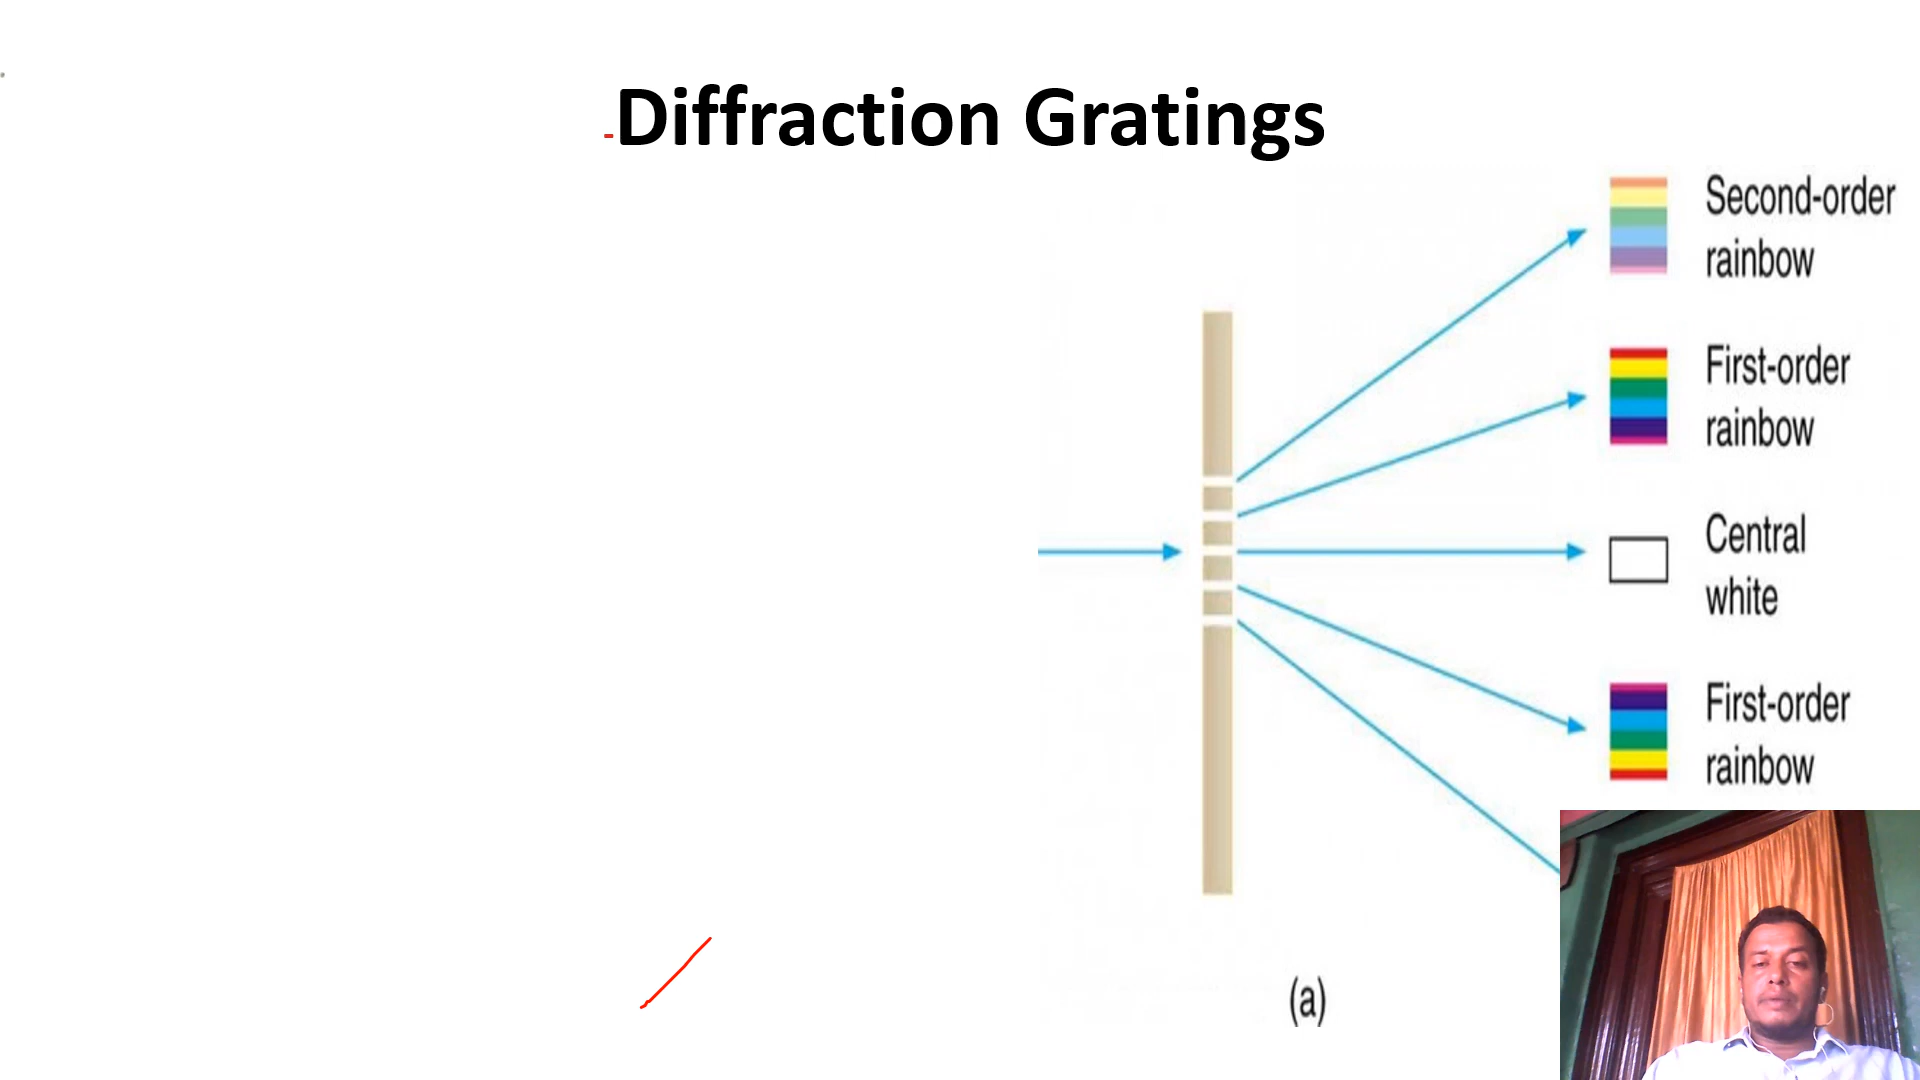 -Diffraction Gratings
Second-order
rainbow
First-order
rainbow
Central
white
First-order
rainbow
(a)